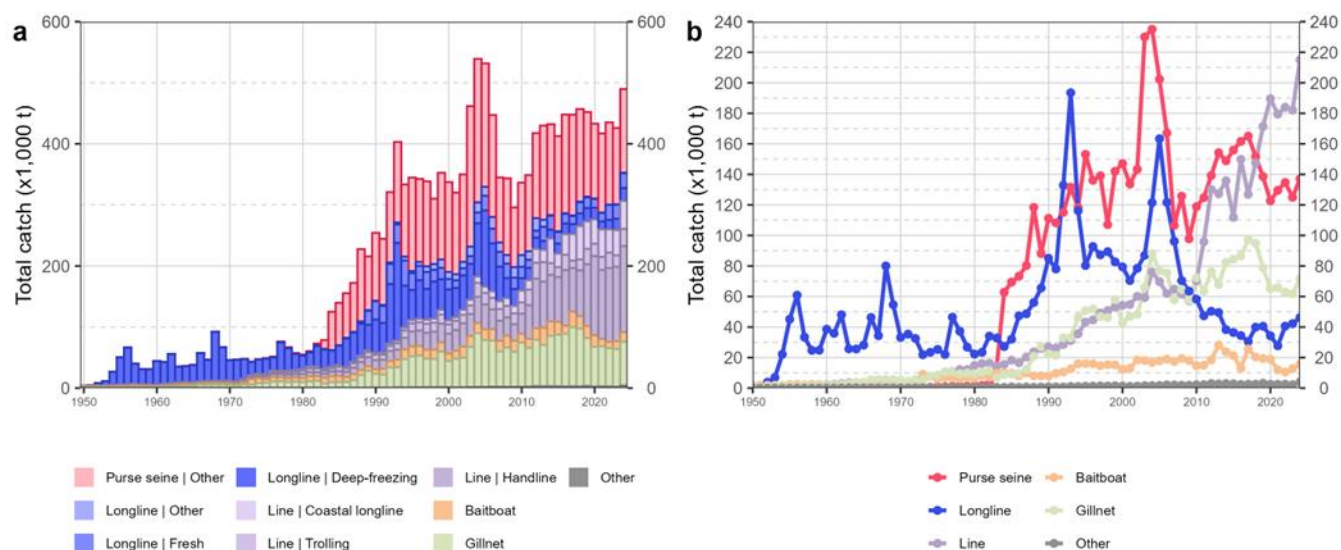 a
Total catch (x1,000 t)
600
400
200
0
600
400
200
0
1950 1960 1970 1980 1990 2000 2010 2020
b
Total catch (x1,000 t)
240
220
200
180
160
140
120
100
80
60
40
20
0
240
220
200
180
160
140
120
100
80
60
40
20
0
1950 1960 1970 1980 1990 2000 2010 2020
Purse seine | Other Longline | Deep-freezing Line | Handline Other
Longline | Other Line | Coastal longline Baitboat
Longline | Fresh Line | Trolling Gillnet
Purse seine Baitboat
Longline Gillnet
Line Other